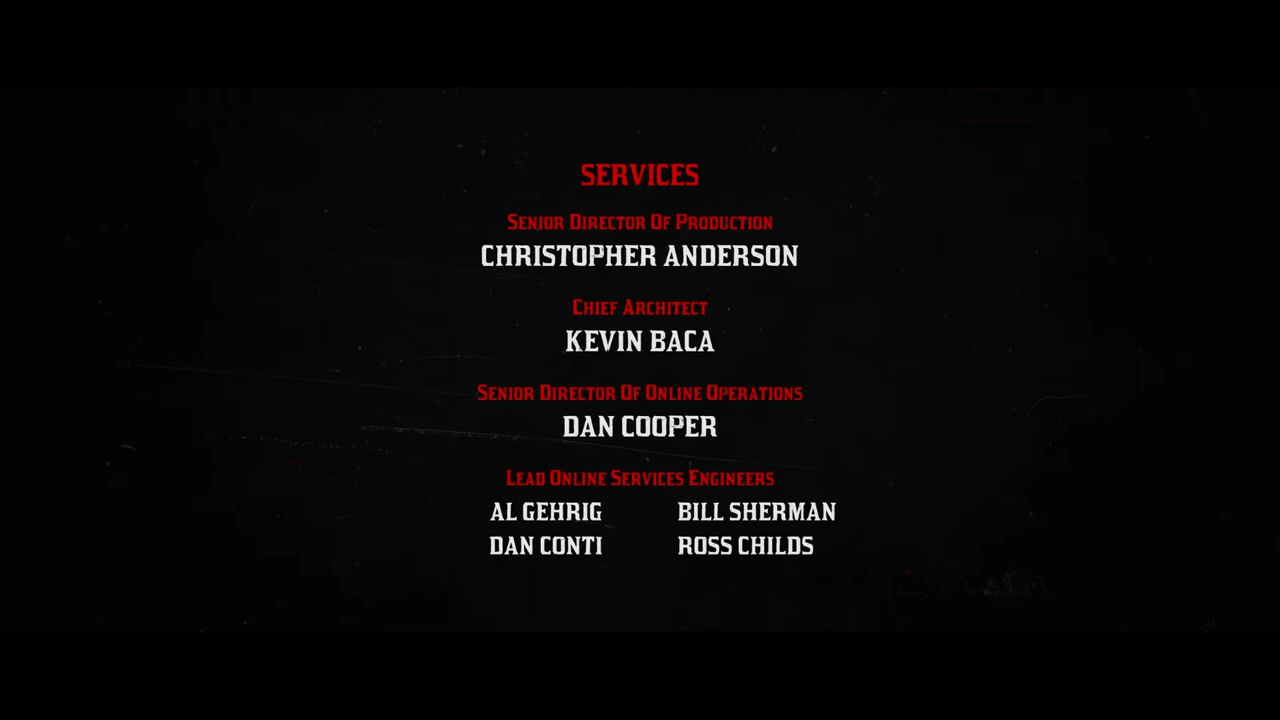 SERVICES
Senior Director Of Production
CHRISTOPHER ANDERSON
Chief Architect
KEVIN BACA
Senior Director Of Online Operations
DAN COOPER
Lead Online Services Engineers
AL GEHRIG BILL SHERMAN
DAN CONTI ROSS CHILDS